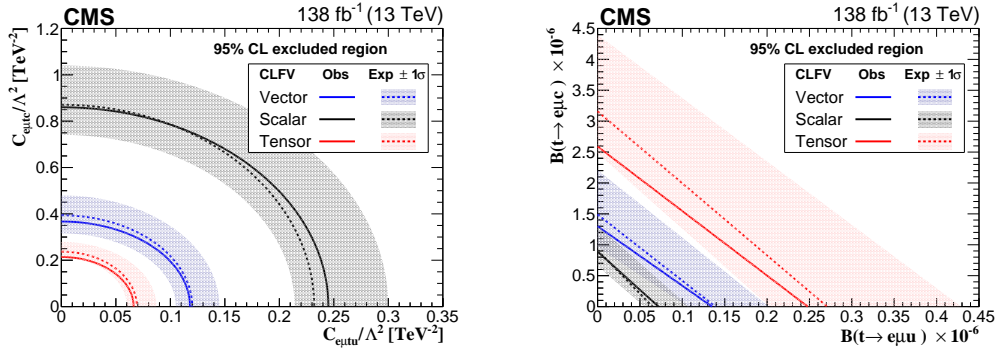 CMS 138 fb⁻¹ (13 TeV)
95% CL excluded region
CLFV Obs Exp ± 1σ
Vector
Scalar
Tensor
C_eμtc/Λ² [TeV⁻²]
1.2
1
0.8
0.6
0.4
0.2
0
0 0.05 0.1 0.15 0.2 0.25 0.3 0.35
C_eμtu/Λ² [TeV⁻²]
CMS 138 fb⁻¹ (13 TeV)
95% CL excluded region
CLFV Obs Exp ± 1σ
Vector
Scalar
Tensor
B(t→ eμc) ×10⁻⁶
4.5
4
3.5
3
2.5
2
1.5
1
0.5
0
0 0.05 0.1 0.15 0.2 0.25 0.3 0.35 0.4 0.45
B(t→ eμu) ×10⁻⁶